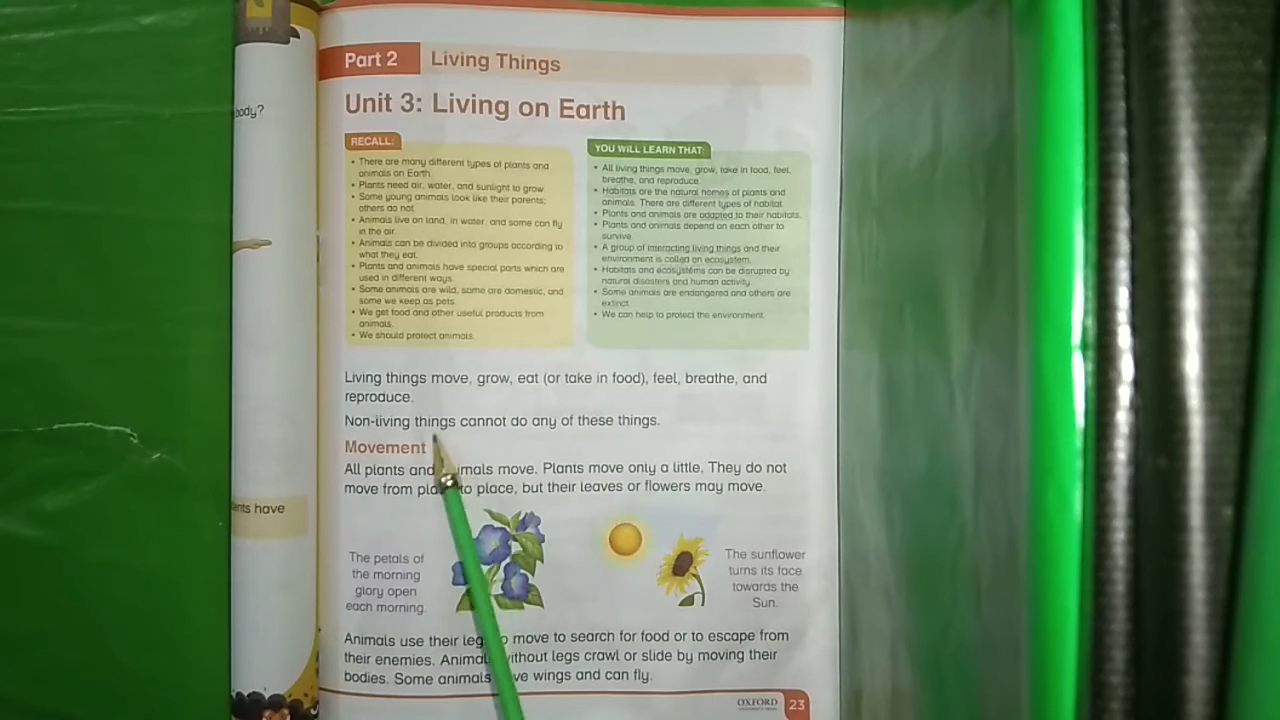 body?
ents have
Part 2
Living Things
Unit 3: Living on Earth
RECALL:
• There are many different types of plants and
animals on Earth.
• Plants need air, water, and sunlight to grow
• Some young animals look like their parents;
others do not.
• Animals live on land, in water, and some can fly
in the air.
• Animals can be divided into groups according to
what they eat.
• Plants and animals have special parts which are
used in different ways.
• Some animals are wild, some are domestic, and
some we keep as pets.
• We get food and other useful products from
animals.
• We should protect animals.
YOU WILL LEARN THAT:
• All living things move, grow, take in food, feel,
breathe, and reproduce.
• Habitats are the natural homes of plants and
animals. There are different types of habitat.
• Plants and animals are adapted to their habitats.
• Plants and animals depend on each other to
survive.
• A group of interacting living things and their
environment is called an ecosystem.
• Habitats and ecosystems can be disrupted by
natural disasters and human activity.
• Some animals are endangered and others are
extinct.
• We can help to protect the environment.
Living things move, grow, eat (or take in food), feel, breathe, and
reproduce.
Non-living things cannot do any of these things.
Movement
All plants and animals move. Plants move only a little. They do not
move from place to place, but their leaves or flowers may move.
The petals of
the morning
glory open
each morning.
The sunflower
turns its face
towards the
Sun.
Animals use their legs to move to search for food or to escape from
their enemies. Animals without legs crawl or slide by moving their
bodies. Some animals have wings and can fly.
OXFORD
UNIVERSITY PRESS
23